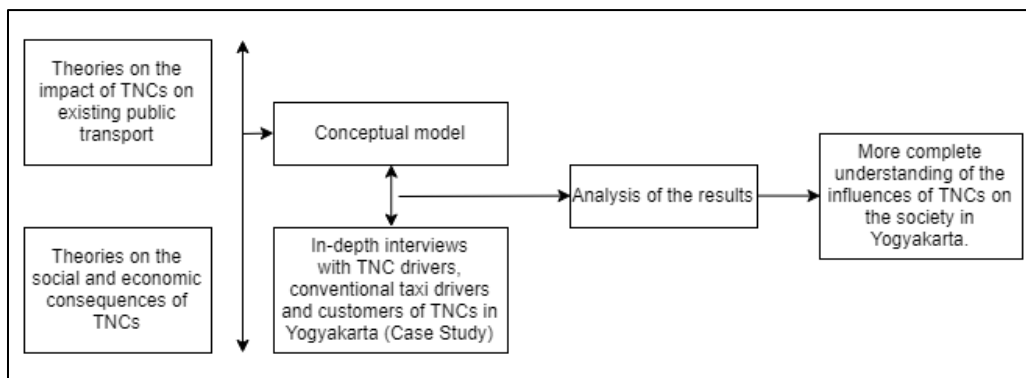 Theories on the
impact of TNCs on
existing public
transport
Theories on the
social and economic
consequences of
TNCs
Conceptual model
In-depth interviews
with TNC drivers,
conventional taxi drivers
and customers of TNCs in
Yogyakarta (Case Study)
Analysis of the results
More complete
understanding of the
influences of TNCs on
the society in
Yogyakarta.